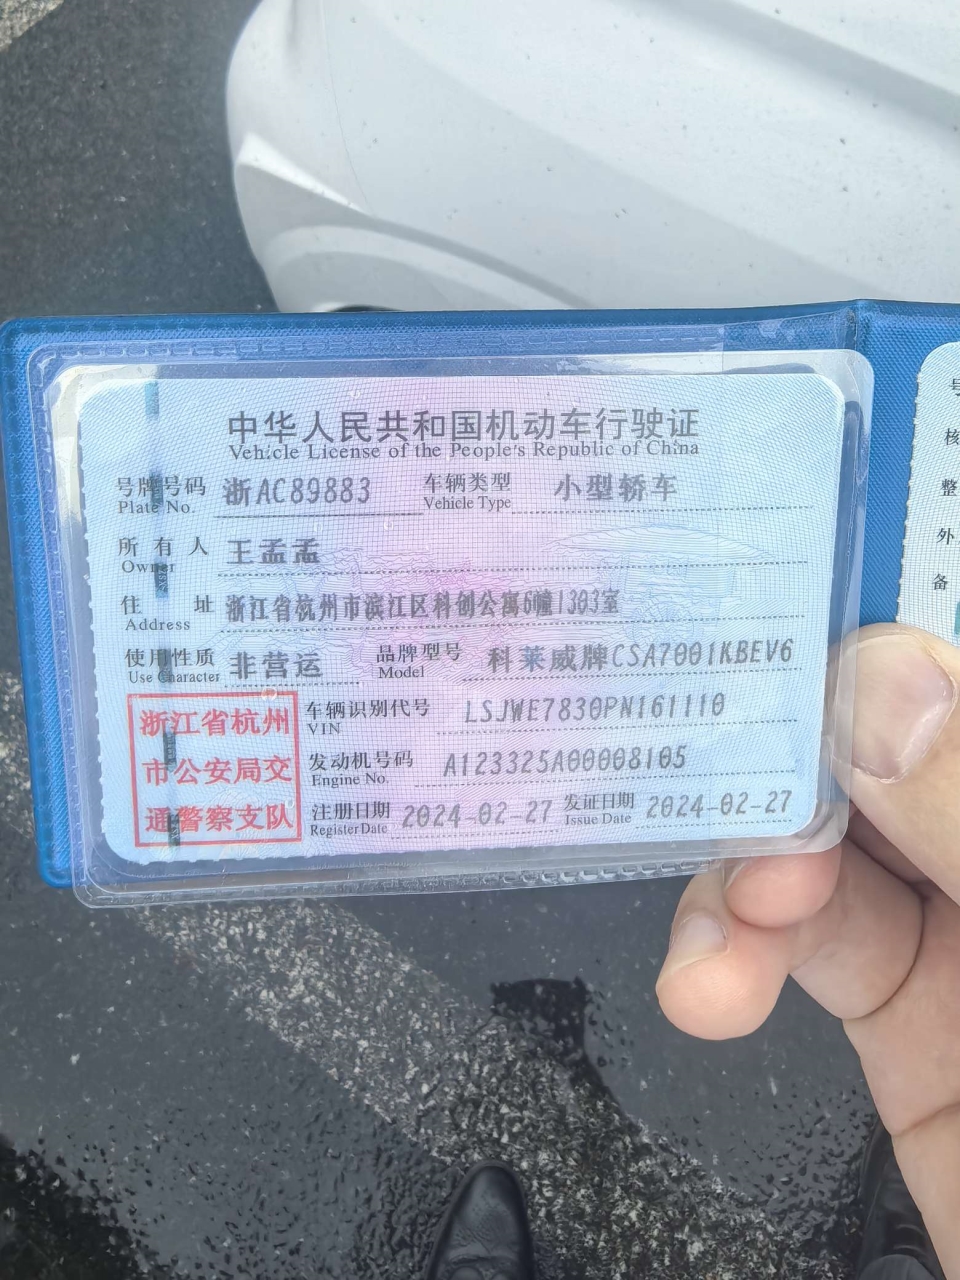 中华人民共和国机动车行驶证
Vehicle License of the People's Republic of China
号牌号码 浙AC89883 车辆类型 小型轿车
Plate No. Vehicle Type
所有人 王孟孟
Owner
住址 浙江省杭州市滨江区科创公寓6幢1303室
Address
使用性质 非营运 品牌型号 科莱威牌CSA7001KBEV6
Use Character Model
浙江省杭州
市公安局交
通警察支队
车辆识别代号 LSJWE7830PN161110
VIN
发动机号码 A123325A00008105
Engine No.
注册日期 2024-02-27 发证日期 2024-02-27
Register Date Issue Date
号
核
整
外
备